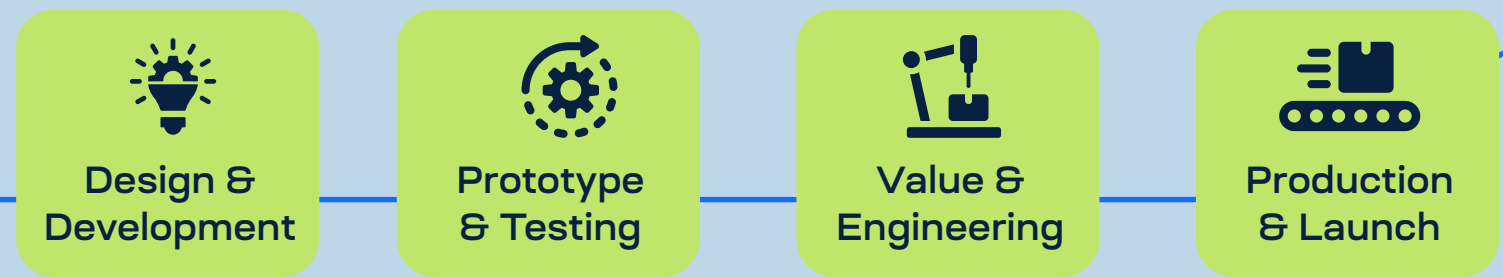 Design &
Development
Prototype
& Testing
Value &
Engineering
Production
& Launch